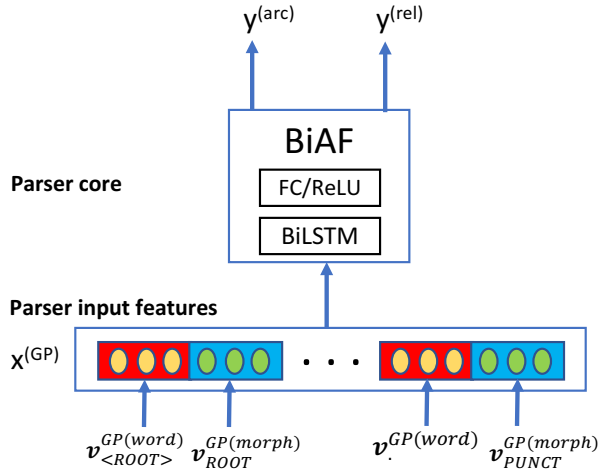 y(arc) y(rel)
BiAF
Parser core
FC/ReLU
BiLSTM
Parser input features
x(GP)
. . .
v<ROOT>GP(word) vROOTGP(morph) v.GP(word) vPUNCTGP(morph)